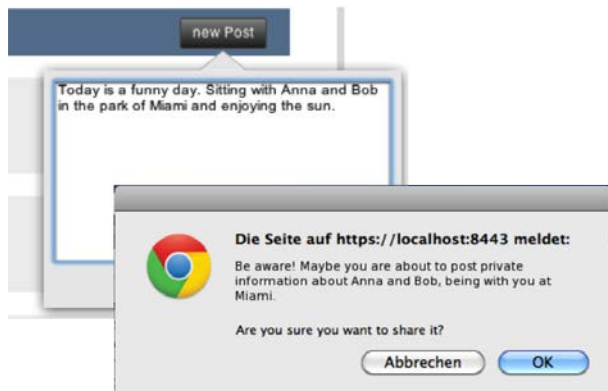 new Post
Today is a funny day. Sitting with Anna and Bob
in the park of Miami and enjoying the sun.
Die Seite auf https://localhost:8443 meldet:
Be aware! Maybe you are about to post private
information about Anna and Bob, being with you at
Miami.
Are you sure you want to share it?
Abbrechen
OK